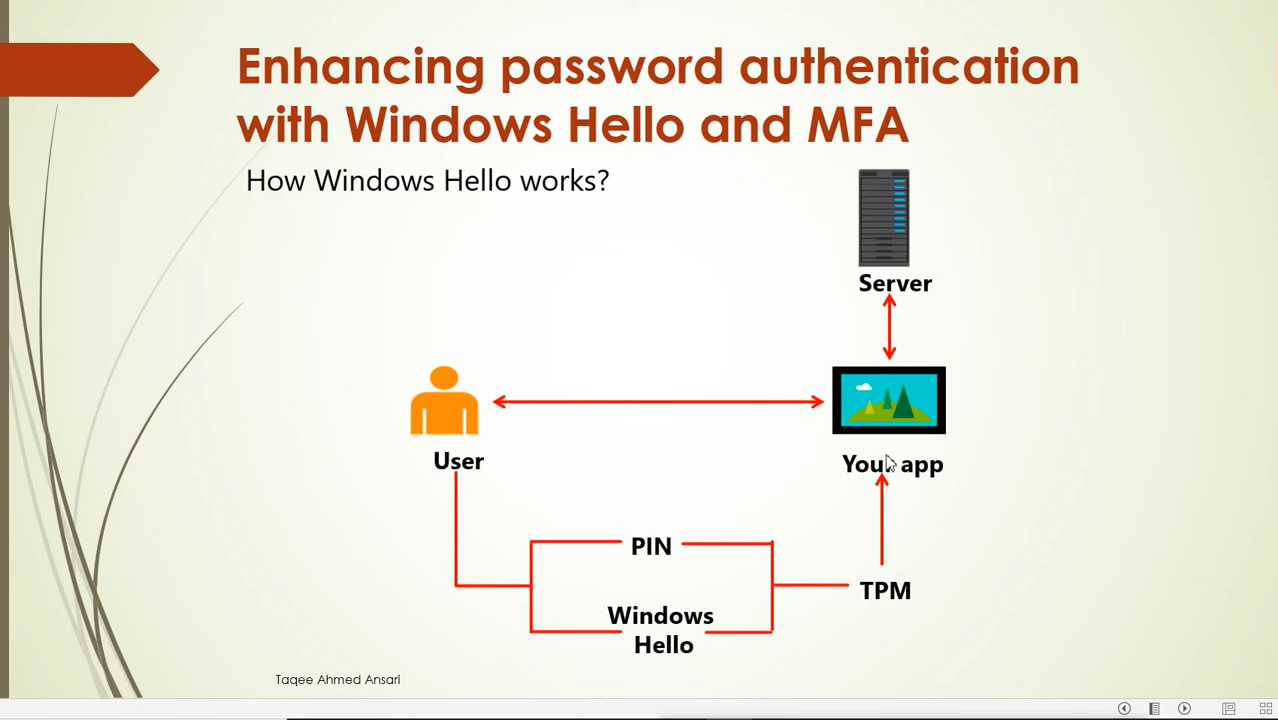 Enhancing password authentication
with Windows Hello and MFA
How Windows Hello works?
Server
User
Your app
PIN
TPM
Windows
Hello
Taqee Ahmed Ansari